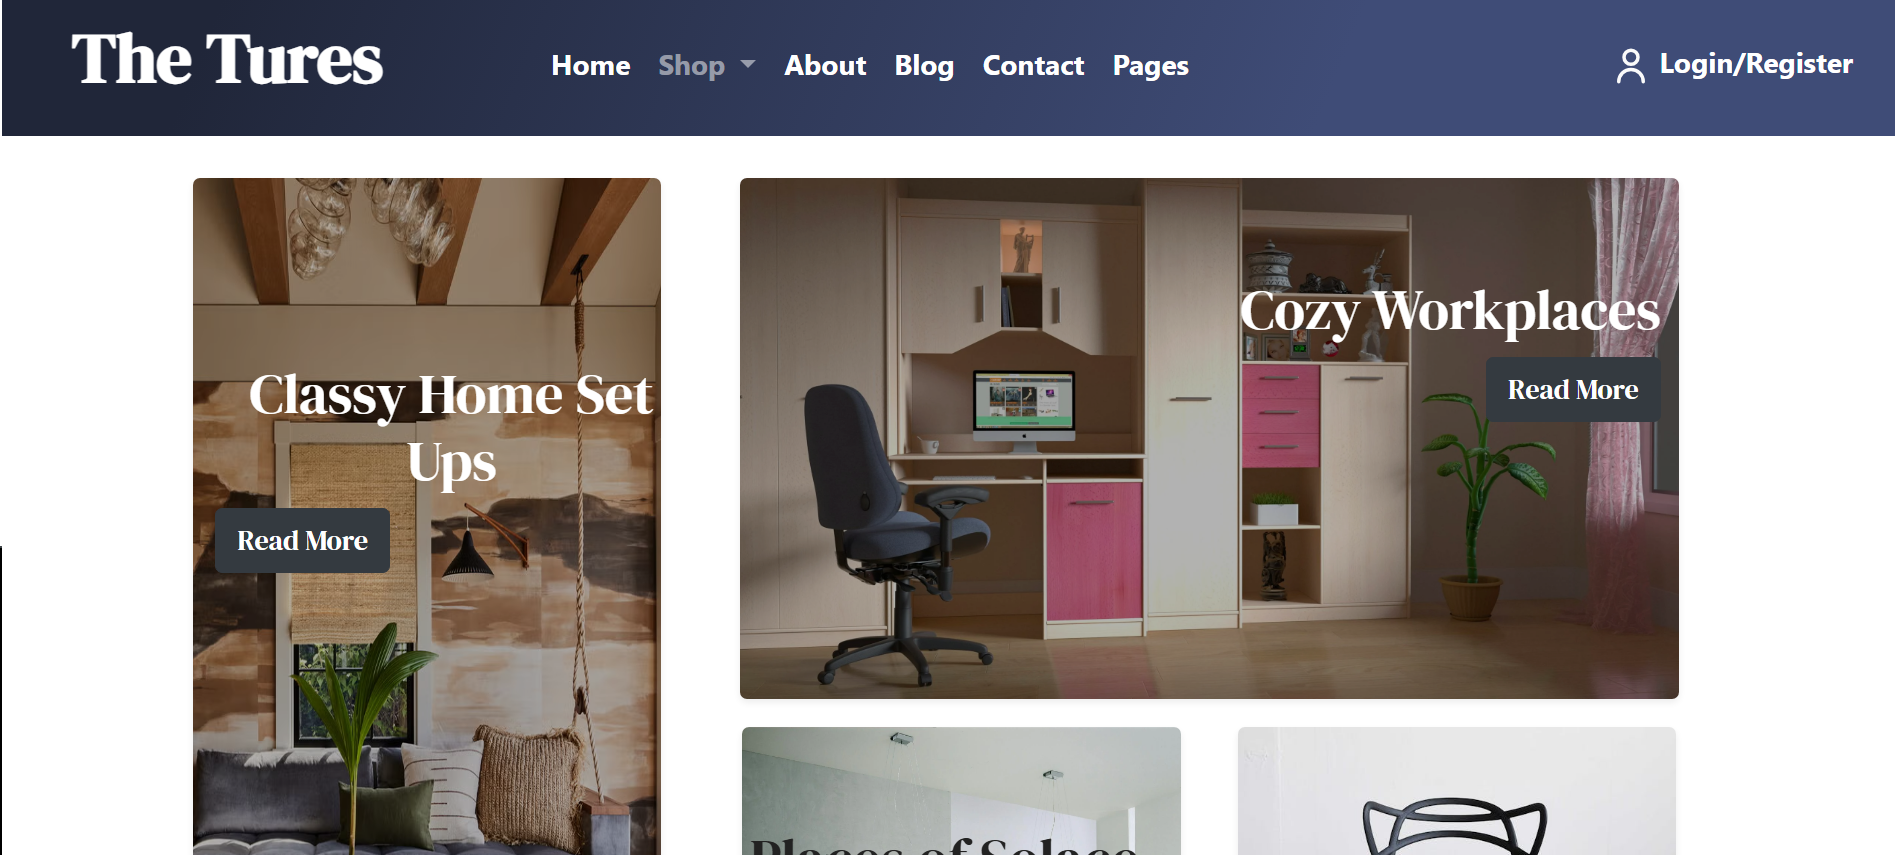 The Tures
Home Shop About Blog Contact Pages
Login/Register
Classy Home Set
Ups
Read More
Cozy Workplaces
Read More
Places of Solace